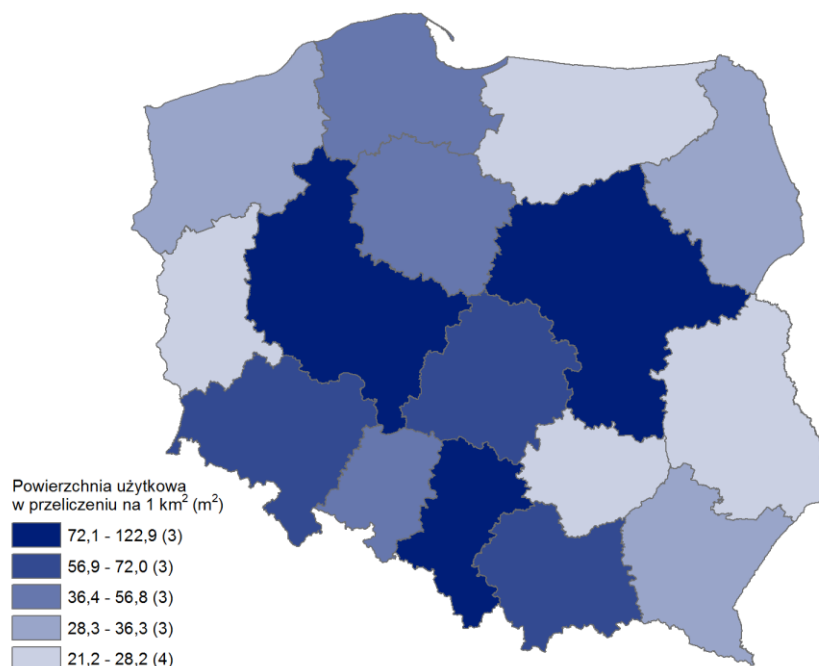 Powierzchnia użytkowa
w przeliczeniu na 1 km² (m²)
72,1 - 122,9 (3)
56,9 - 72,0 (3)
36,4 - 56,8 (3)
28,3 - 36,3 (3)
21,2 - 28,2 (4)